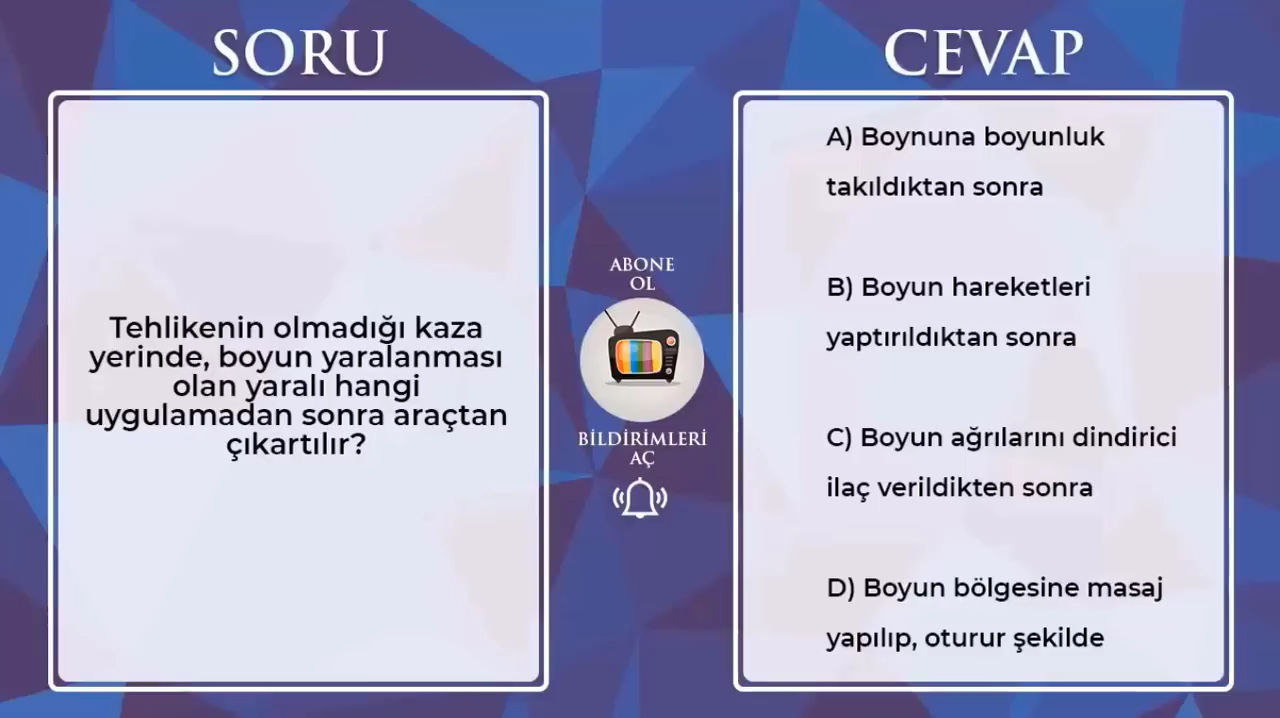 SORU
Tehlikenin olmadığı kaza
yerinde, boyun yaralanması
olan yaralı hangi
uygulamadan sonra araçtan
çıkartılır?
ABONE
OL
BİLDİRİMLERİ
AÇ
CEVAP
A) Boynuna boyunluk
takıldıktan sonra
B) Boyun hareketleri
yaptırıldıktan sonra
C) Boyun ağrılarını dindirici
ilaç verildikten sonra
D) Boyun bölgesine masaj
yapılıp, oturur şekilde